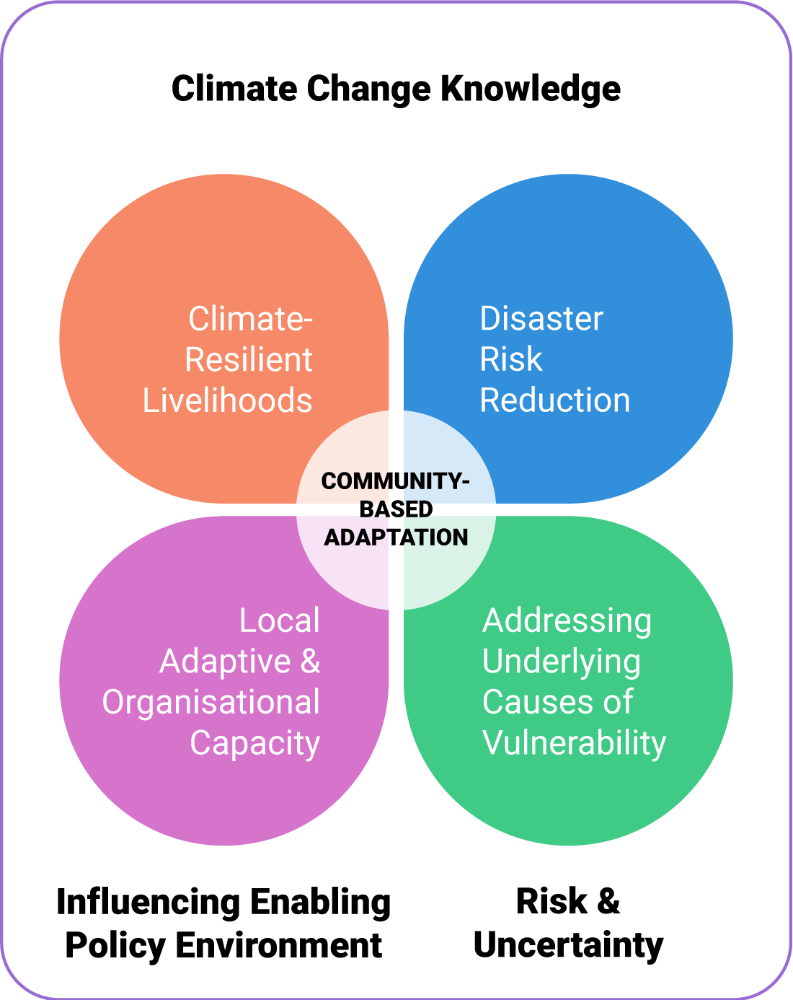 Climate Change Knowledge
Climate-
Resilient
Livelihoods
Disaster
Risk
Reduction
COMMUNITY-
BASED
ADAPTATION
Local
Adaptive &
Organisational
Capacity
Addressing
Underlying
Causes of
Vulnerability
Influencing Enabling
Policy Environment
Risk &
Uncertainty